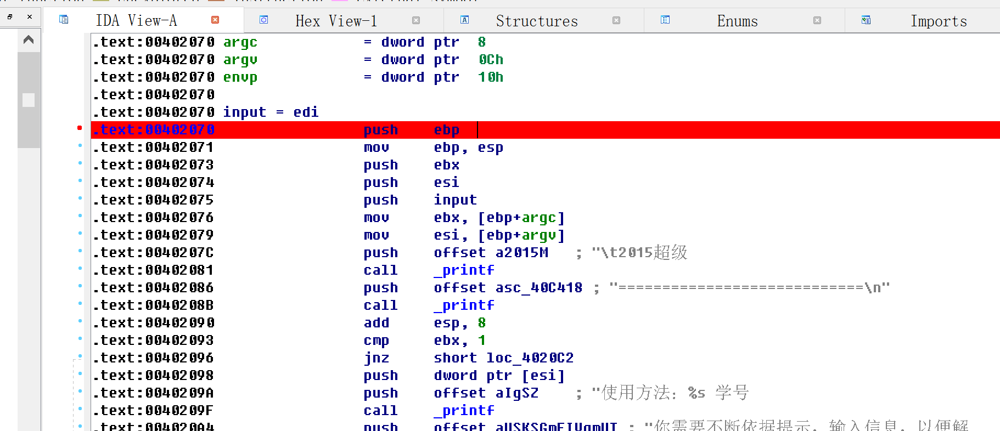 IDA View-A Hex View-1 Structures Enums Imports
.text:00402070 argc = dword ptr 8
.text:00402070 argv = dword ptr 0Ch
.text:00402070 envp = dword ptr 10h
.text:00402070
.text:00402070 input = edi
.text:00402070 push ebp
.text:00402071 mov ebp, esp
.text:00402073 push ebx
.text:00402074 push esi
.text:00402075 push input
.text:00402076 mov ebx, [ebp+argc]
.text:00402079 mov esi, [ebp+argv]
.text:0040207C push offset a2015M ; "\t2015超级
.text:00402081 call _printf
.text:00402086 push offset asc_40C418 ; "============================\n"
.text:0040208B call _printf
.text:00402090 add esp, 8
.text:00402093 cmp ebx, 1
.text:00402096 jnz short loc_4020C2
.text:00402098 push dword ptr [esi]
.text:0040209A push offset aIgSZ ; "使用方法：%s 学号
.text:0040209F call _printf
.text:004020A4 push offset aUSKSGmEIVqmUT ; "你需要不断依据提示，输入信息，以便解